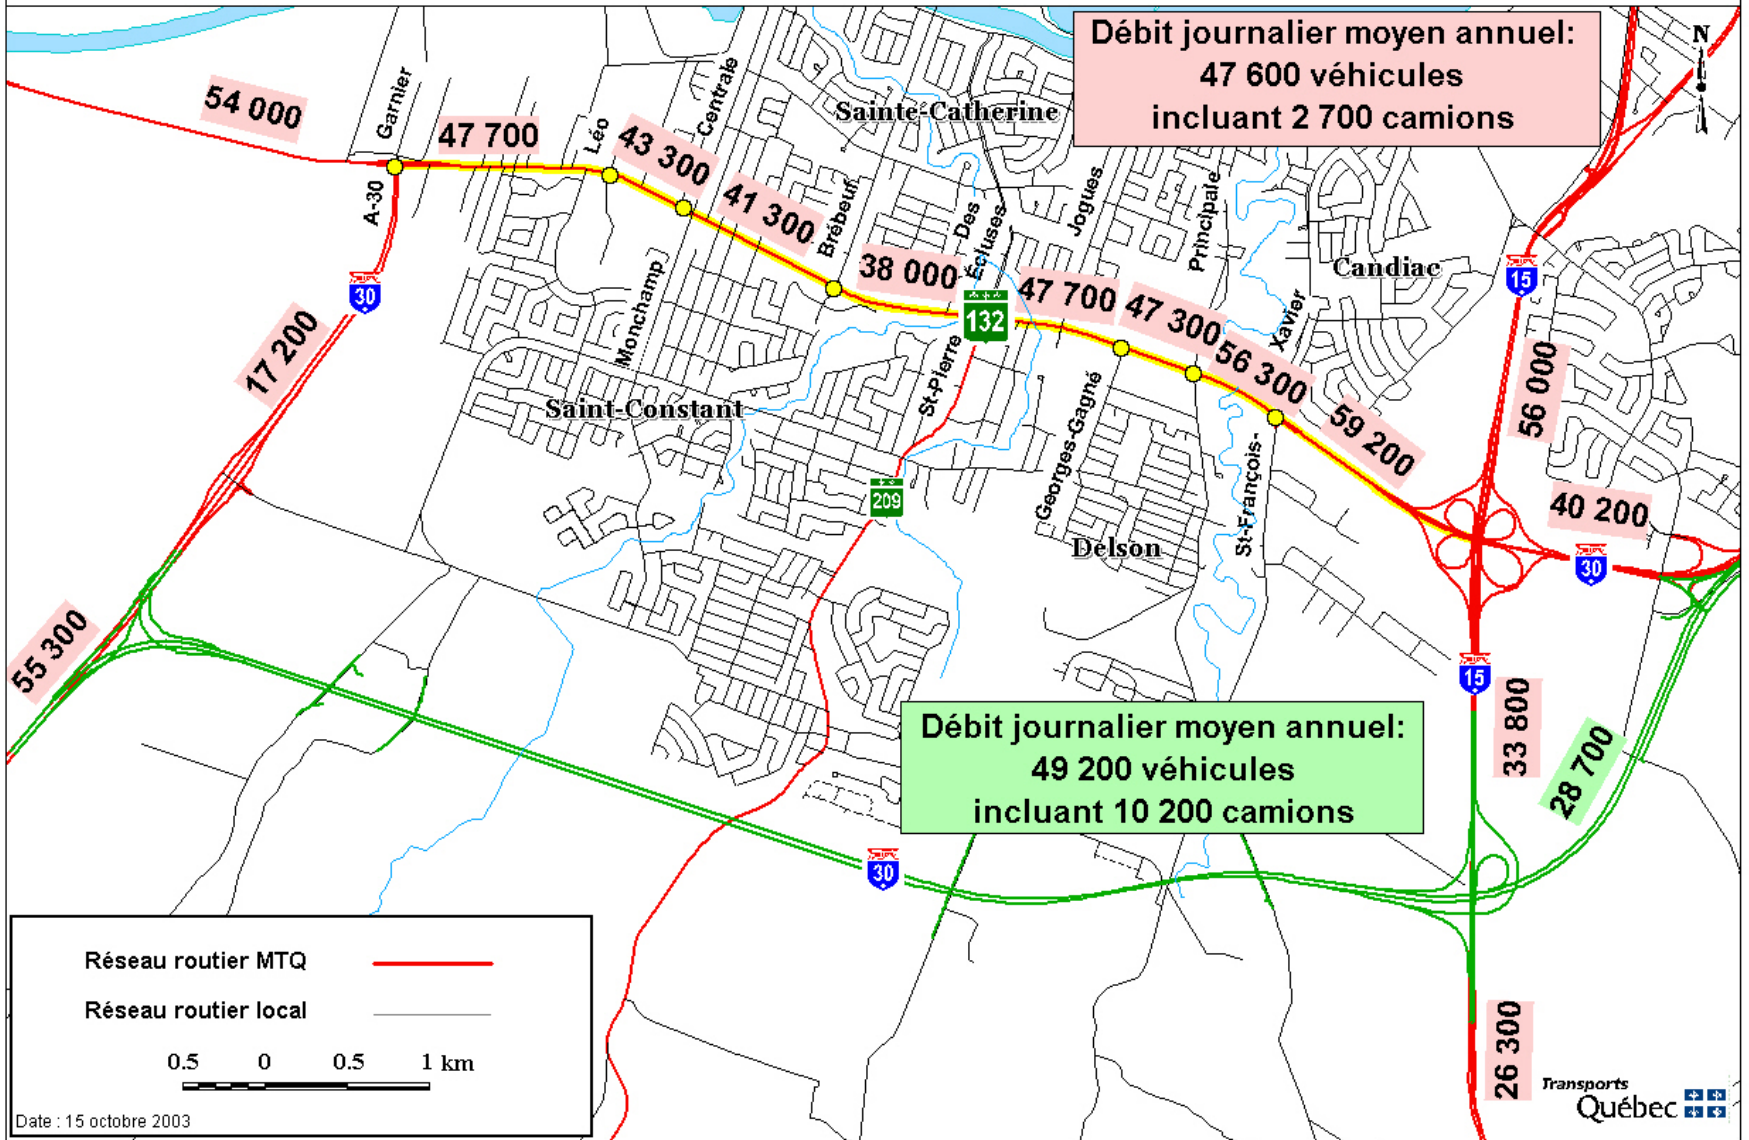 Débit journalier moyen annuel:
47 600 véhicules
incluant 2 700 camions
N
54 000
Garnier
47 700
Léo
43 300
Centrale
Sainte-Catherine
A-30
41 300
Brébeuf
38 000
Des
Écluses
Jogues
Principale
Candiac
15
30
Monchamp
132
47 700
47 300
56 300
Xavier
17 200
Saint-Constant
St-Pierre
Georges-Gagné
59 200
56 000
209
St-François-
Delson
40 200
30
55 300
15
33 800
28 700
Débit journalier moyen annuel:
49 200 véhicules
incluant 10 200 camions
30
26 300
Réseau routier MTQ
Réseau routier local
0.5 0 0.5 1 km
Date : 15 octobre 2003
Transports
Québec